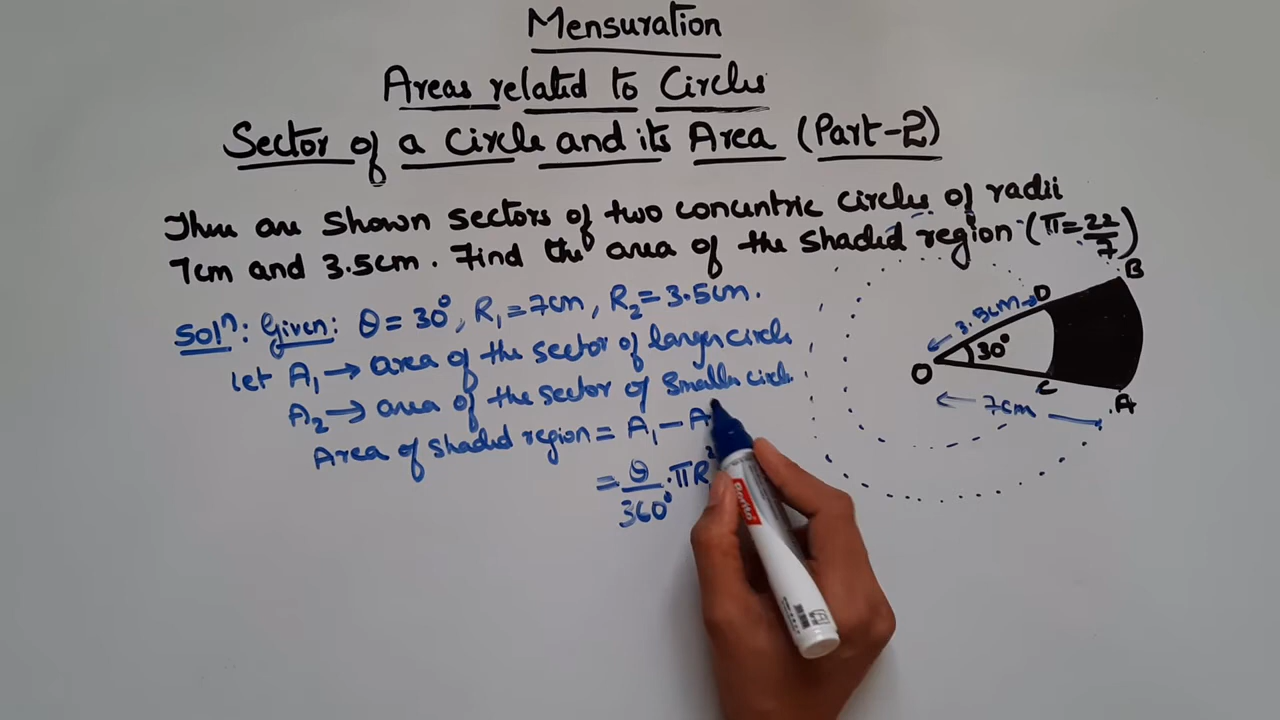 Mensuration
Areas related to Circles
Sector of a Circle and its Area (Part-2)
There are shown sectors of two concentric circles of radii
7cm and 3.5cm. Find the area of the shaded region. (π=22/7)
Solⁿ: Given: θ=30°, R₁=7cm, R₂=3.5cm.
let A₁→ area of the sector of larger circle
A₂→ area of the sector of smaller circle
Area of shaded region = A₁-A
= θ/360° · πR²
B
D
3.5cm
30°
O
C
7cm
A